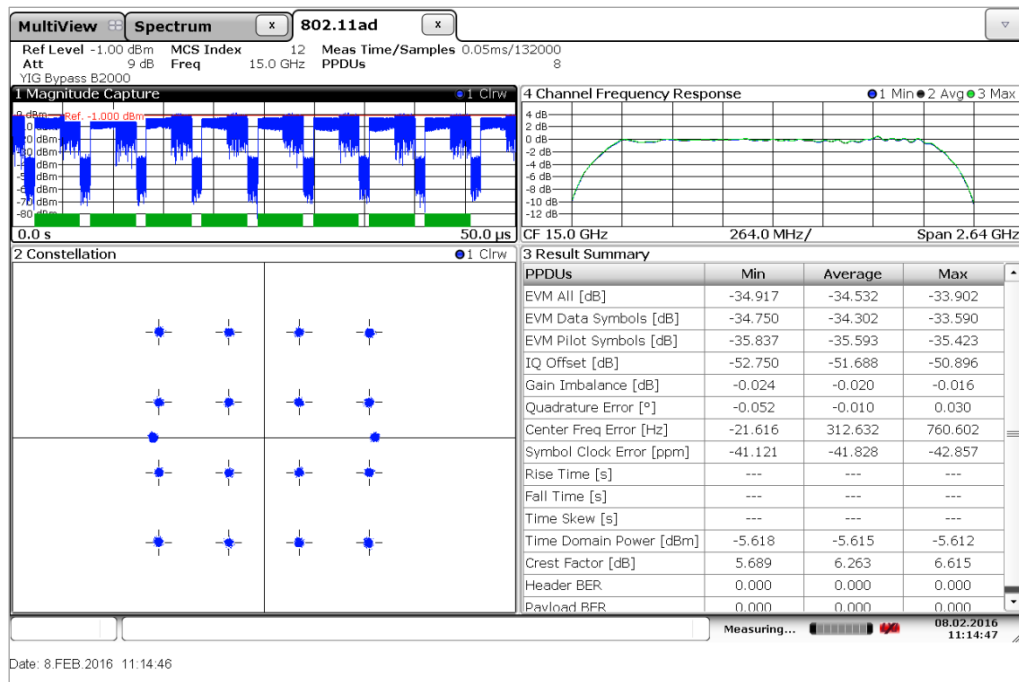 MultiView Spectrum x 802.11ad x
Ref Level -1.00 dBm MCS Index 12 Meas Time/Samples 0.05ms/132000
Att 9 dB Freq 15.0 GHz PPDUs 8
YIG Bypass B2000
1 Magnitude Capture 1 Clrw
Ref. -1.000 dBm
-80 dBm
0.0 s 50.0 µs
4 Channel Frequency Response 1 Min 2 Avg 3 Max
4 dB
2 dB
0 dB
-2 dB
-4 dB
-6 dB
-8 dB
-10 dB
-12 dB
CF 15.0 GHz 264.0 MHz/ Span 2.64 GHz
2 Constellation 1 Clrw
3 Result Summary
PPDUs Min Average Max
EVM All [dB] -34.917 -34.532 -33.902
EVM Data Symbols [dB] -34.750 -34.302 -33.590
EVM Pilot Symbols [dB] -35.837 -35.593 -35.423
IQ Offset [dB] -52.750 -51.688 -50.896
Gain Imbalance [dB] -0.024 -0.020 -0.016
Quadrature Error [°] -0.052 -0.010 0.030
Center Freq Error [Hz] -21.616 312.632 760.602
Symbol Clock Error [ppm] -41.121 -41.828 -42.857
Rise Time [s] --- --- ---
Fall Time [s] --- --- ---
Time Skew [s] --- --- ---
Time Domain Power [dBm] -5.618 -5.615 -5.612
Crest Factor [dB] 5.689 6.263 6.615
Header BER 0.000 0.000 0.000
Payload BER 0.000 0.000 0.000
Measuring... 08.02.2016
11:14:47
Date: 8.FEB.2016 11:14:46